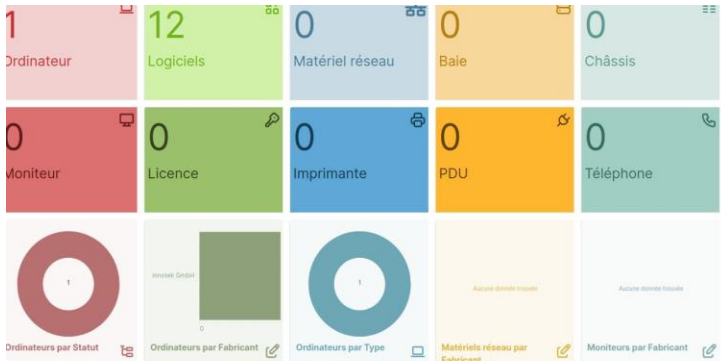 1
Ordinateur
12
Logiciels
0
Matériel réseau
0
Baie
0
Châssis
0
Moniteur
0
Licence
0
Imprimante
0
PDU
0
Téléphone
1
Ordinateurs par Statut
innotek GmbH
0
Ordinateurs par Fabricant
1
Ordinateurs par Type
Aucune donnée trouvée
Matériels réseau par
Fabricant
Aucune donnée trouvée
Moniteurs par Fabricant